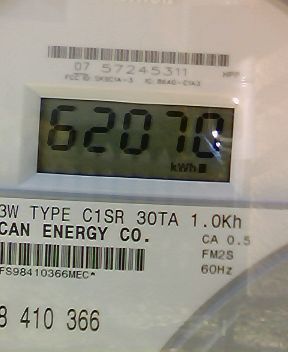 07 57245311
62070
kWh
3W TYPE C1SR 30TA 1.0Kh
CAN ENERGY CO.
CA 0.5
FM2S
60Hz
FS98410366MEC*
8 410 366